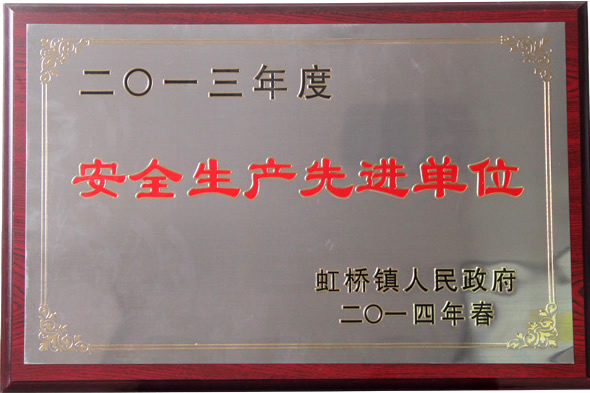 二〇一三年度
安全生产先进单位
虹桥镇人民政府
二〇一四年春